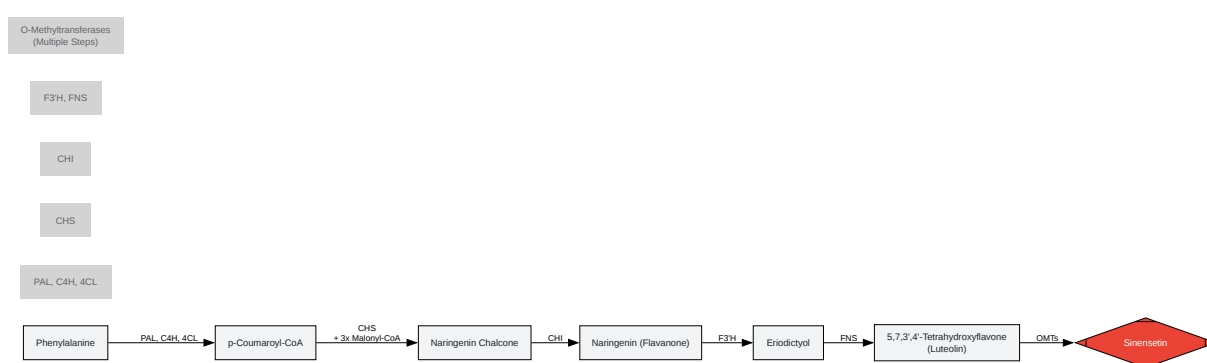 O-Methyltransferases
(Multiple Steps)
F3'H, FNS
CHI
CHS
PAL, C4H, 4CL
Phenylalanine
PAL, C4H, 4CL
p-Coumaroyl-CoA
CHS
+ 3x Malonyl-CoA
Naringenin Chalcone
CHI
Naringenin (Flavanone)
F3'H
Eriodictyol
FNS
5,7,3',4'-Tetrahydroxyflavone
(Luteolin)
OMTs
Sinensetin